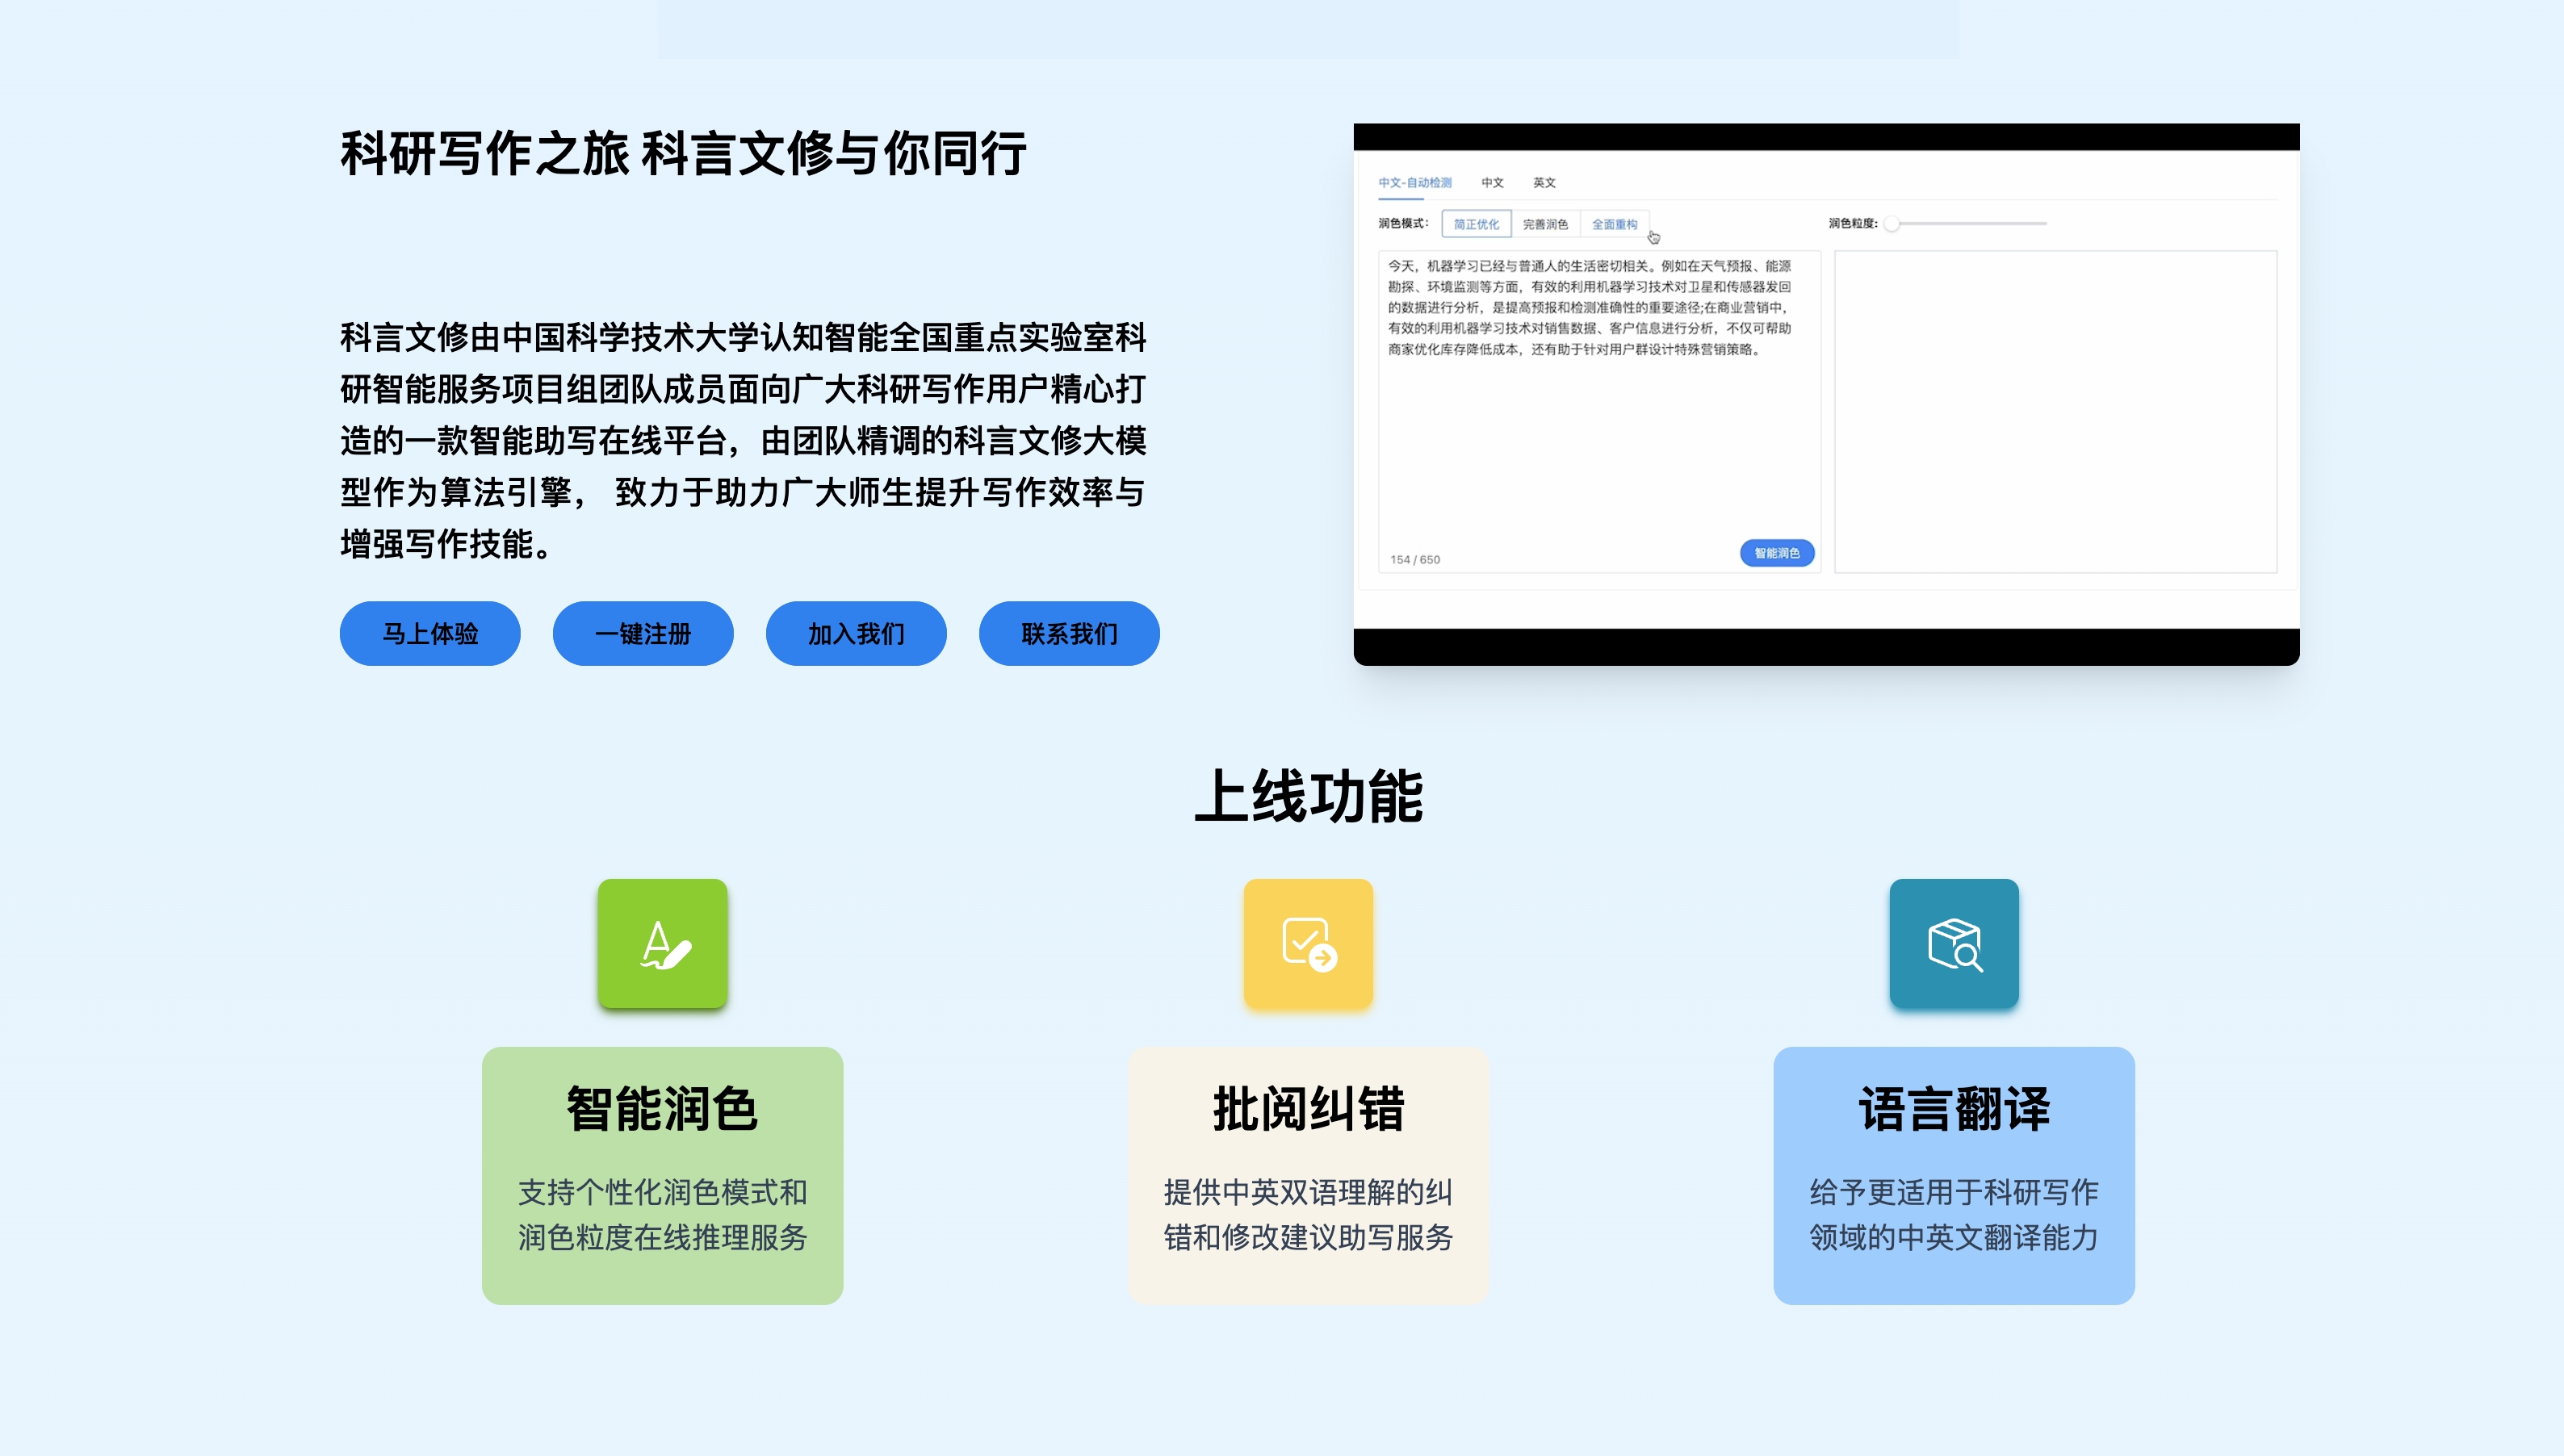 科研写作之旅 科言文修与你同行
科言文修由中国科学技术大学认知智能全国重点实验室科
研智能服务项目组团队成员面向广大科研写作用户精心打
造的一款智能助写在线平台，由团队精调的科言文修大模
型作为算法引擎， 致力于助力广大师生提升写作效率与
增强写作技能。
马上体验 一键注册 加入我们 联系我们
中文-自动检测 中文 英文
润色模式： 简正优化 完善润色 全面重构 润色粒度:
今天，机器学习已经与普通人的生活密切相关。例如在天气预报、能源
勘探、环境监测等方面，有效的利用机器学习技术对卫星和传感器发回
的数据进行分析，是提高预报和检测准确性的重要途径;在商业营销中，
有效的利用机器学习技术对销售数据、客户信息进行分析，不仅可帮助
商家优化库存降低成本，还有助于针对用户群设计特殊营销策略。
154 / 650 智能润色
上线功能
智能润色
支持个性化润色模式和
润色粒度在线推理服务
批阅纠错
提供中英双语理解的纠
错和修改建议助写服务
语言翻译
给予更适用于科研写作
领域的中英文翻译能力